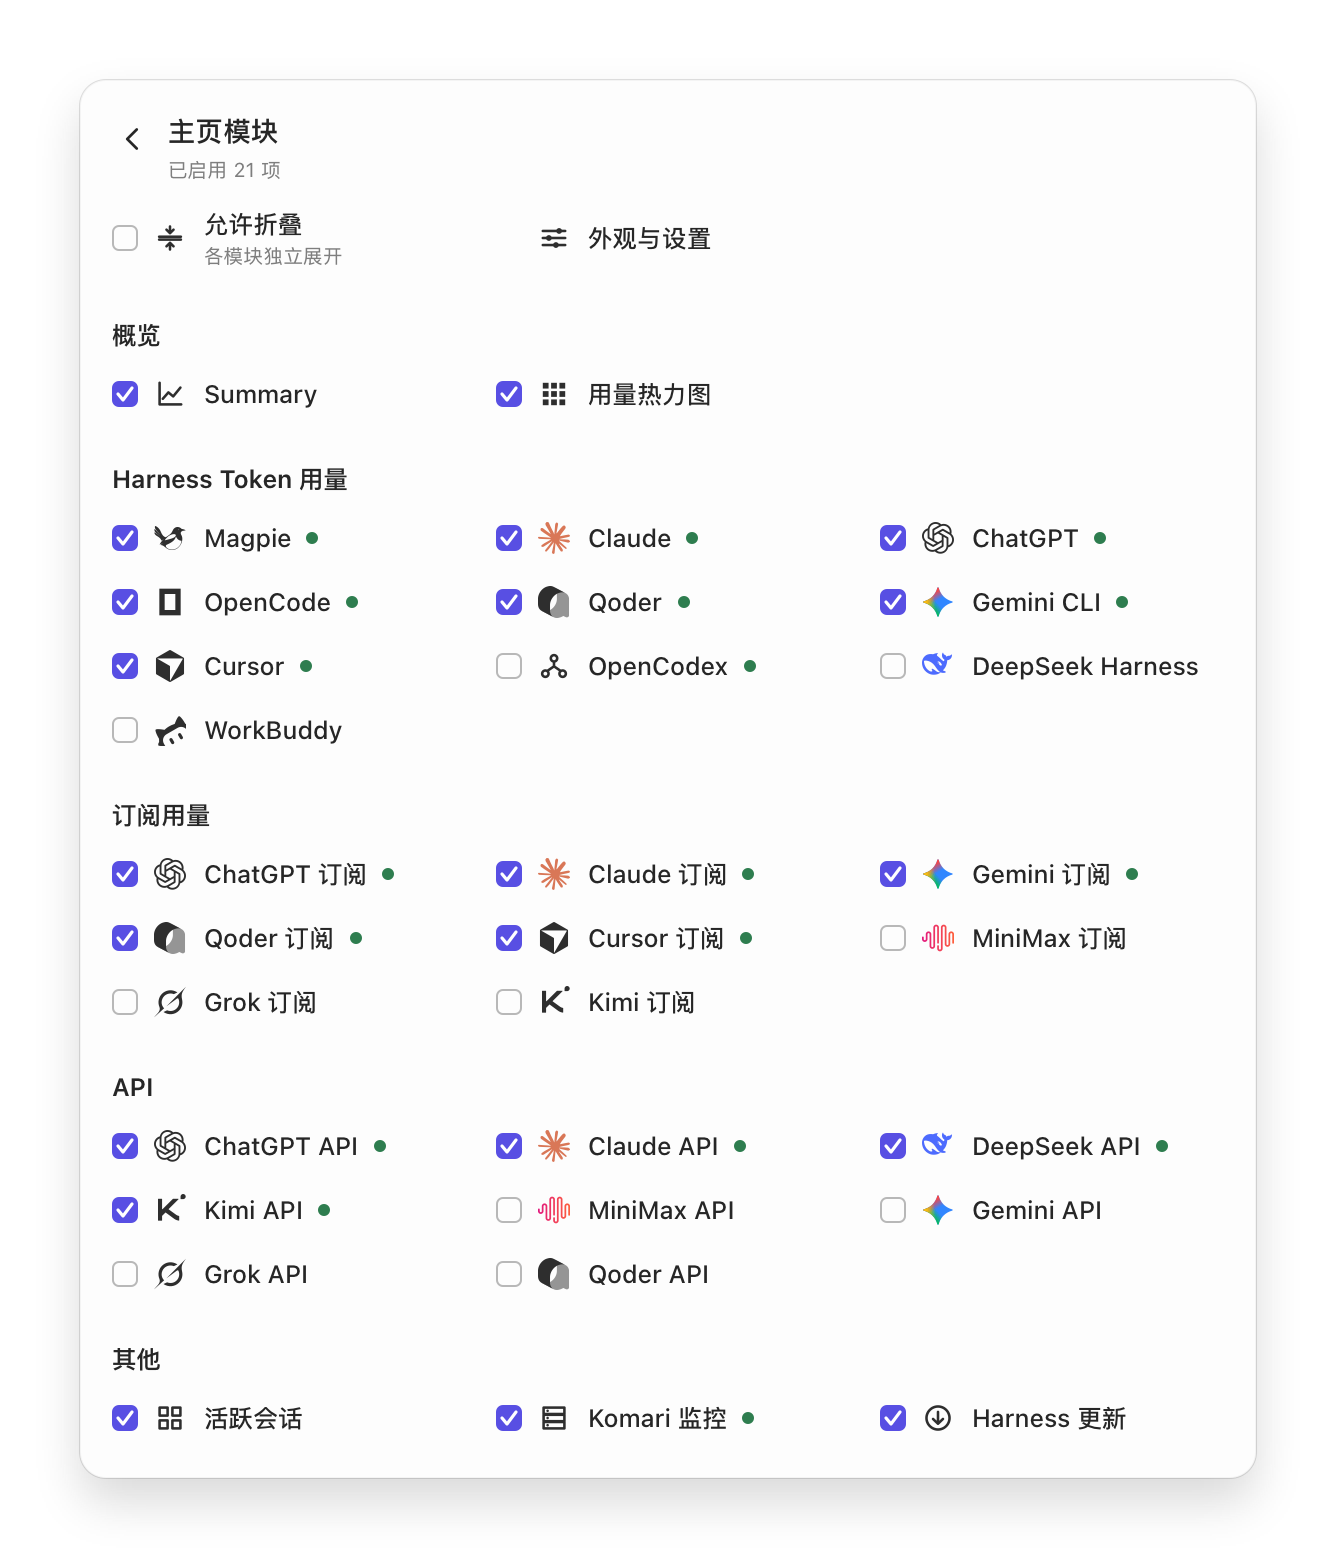 主页模块
已启用 21 项
允许折叠
各模块独立展开
外观与设置
概览
Summary
用量热力图
Harness Token 用量
Magpie
Claude
ChatGPT
OpenCode
Qoder
Gemini CLI
Cursor
OpenCodex
DeepSeek Harness
WorkBuddy
订阅用量
ChatGPT 订阅
Claude 订阅
Gemini 订阅
Qoder 订阅
Cursor 订阅
MiniMax 订阅
Grok 订阅
Kimi 订阅
API
ChatGPT API
Claude API
DeepSeek API
Kimi API
MiniMax API
Gemini API
Grok API
Qoder API
其他
活跃会话
Komari 监控
Harness 更新